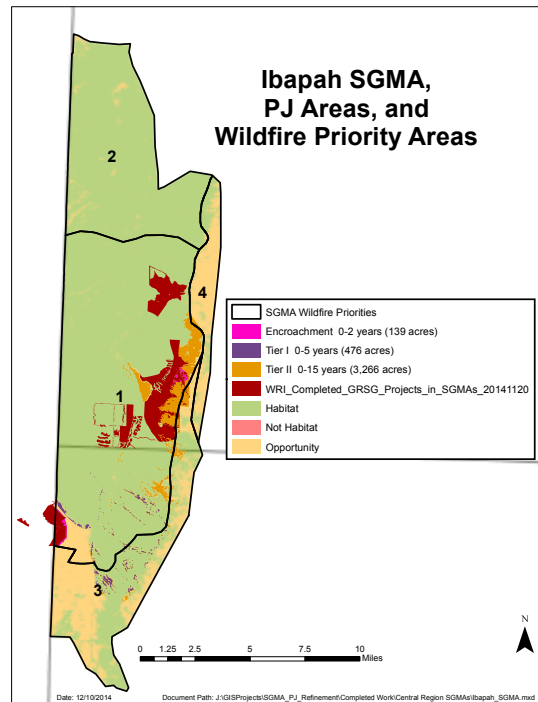 Ibapah SGMA,
PJ Areas, and
Wildfire Priority Areas
2
4
1
3
SGMA Wildfire Priorities
Encroachment 0-2 years (139 acres)
Tier I 0-5 years (476 acres)
Tier II 0-15 years (3,266 acres)
WRI_Completed_GRSG_Projects_in_SGMAs_20141120
Habitat
Not Habitat
Opportunity
N
0 1.25 2.5 5 7.5 10
Miles
Date: 12/10/2014 Document Path: J:\GISProjects\SGMA_PJ_Refinement\Completed Work\Central Region SGMAs\Ibapah_SGMA.mxd